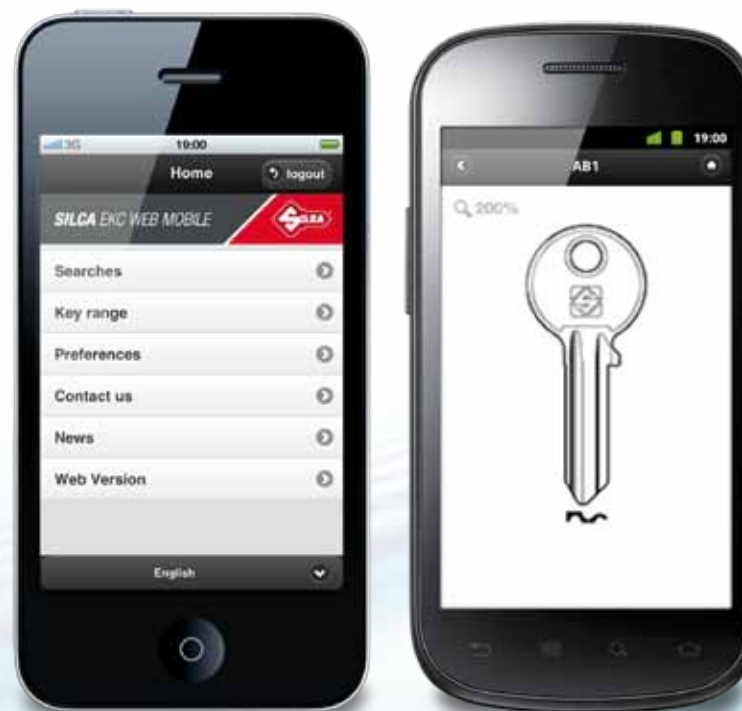 3G 19:00
Home
logout
SILCA EKC WEB MOBILE
SILCA
Searches
Key range
Preferences
Contact us
News
Web Version
English
19:00
AB1
200%